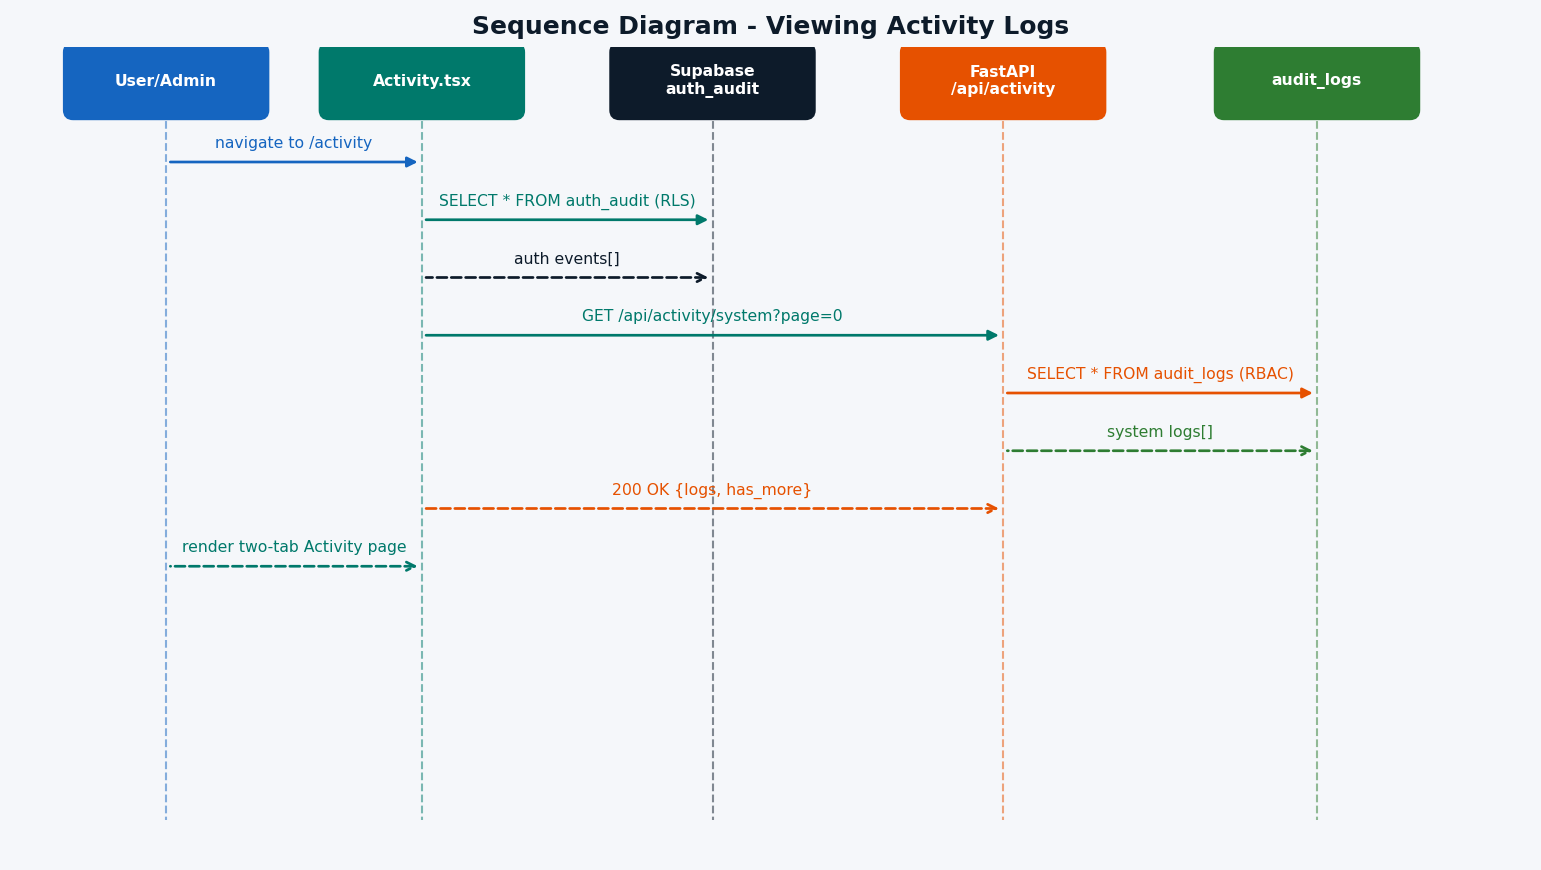 Sequence Diagram - Viewing Activity Logs
User/Admin
Activity.tsx
Supabase
auth_audit
FastAPI
/api/activity
audit_logs
navigate to /activity
SELECT * FROM auth_audit (RLS)
auth events[]
GET /api/activity/system?page=0
SELECT * FROM audit_logs (RBAC)
system logs[]
200 OK {logs, has_more}
render two-tab Activity page